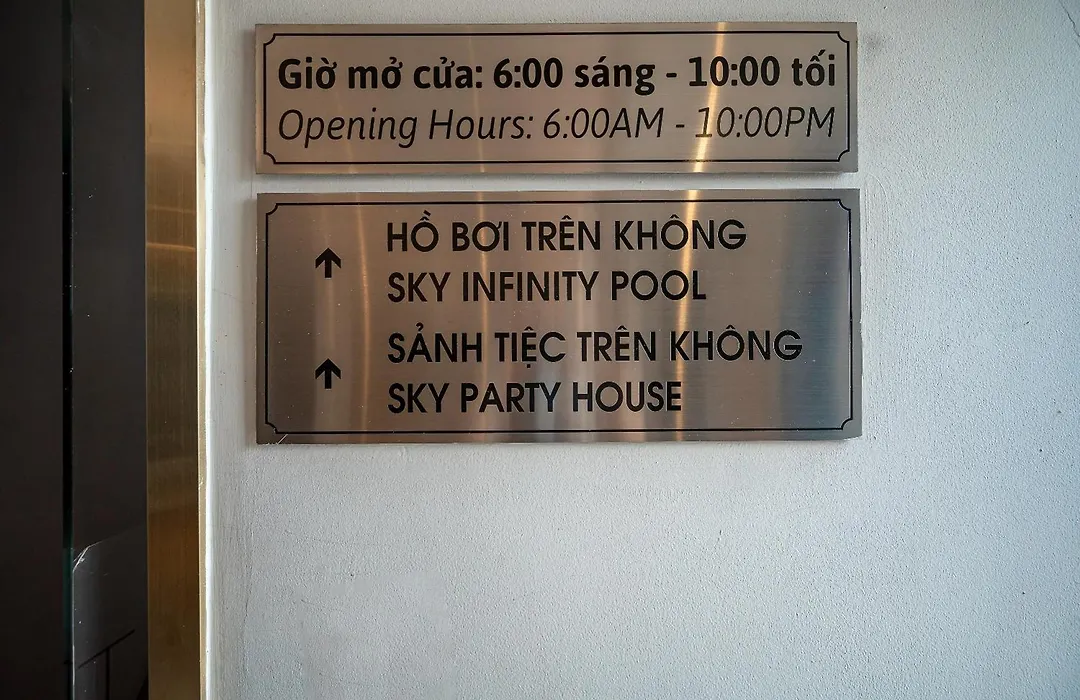 Giờ mở cửa: 6:00 sáng - 10:00 tối
Opening Hours: 6:00AM - 10:00PM
HỒ BƠI TRÊN KHÔNG
SKY INFINITY POOL
SẢNH TIỆC TRÊN KHÔNG
SKY PARTY HOUSE